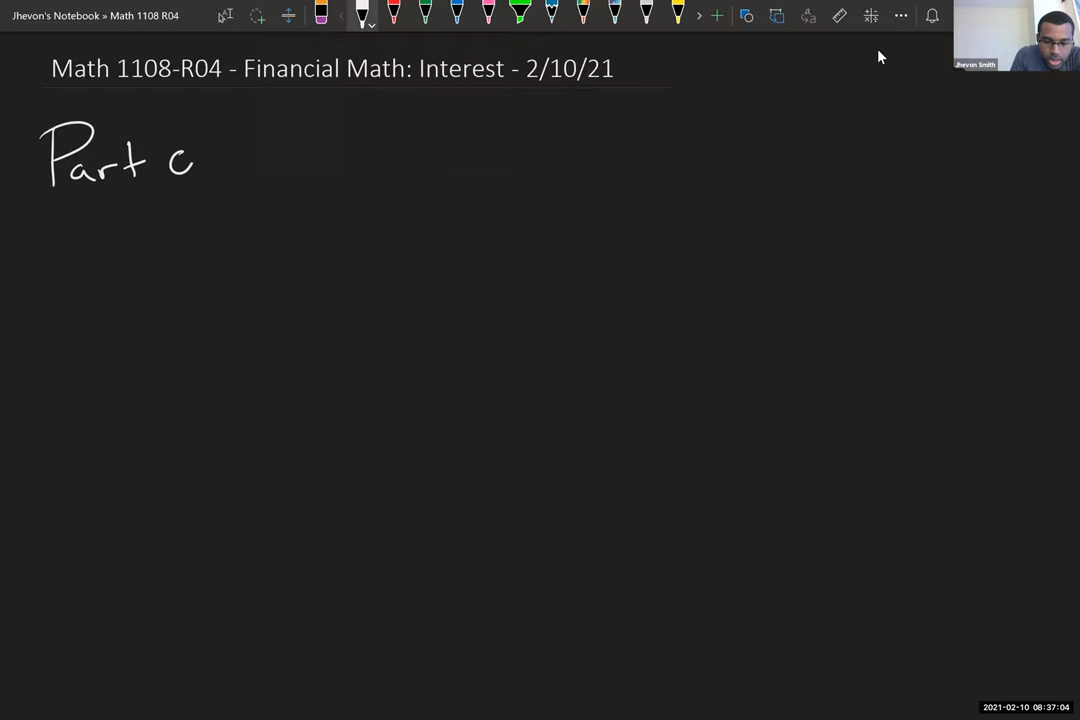 Jhevon's Notebook » Math 1108 R04
Math 1108-R04 - Financial Math: Interest - 2/10/21
Jhevon Smith
Part c
2021-02-10 08:37:04